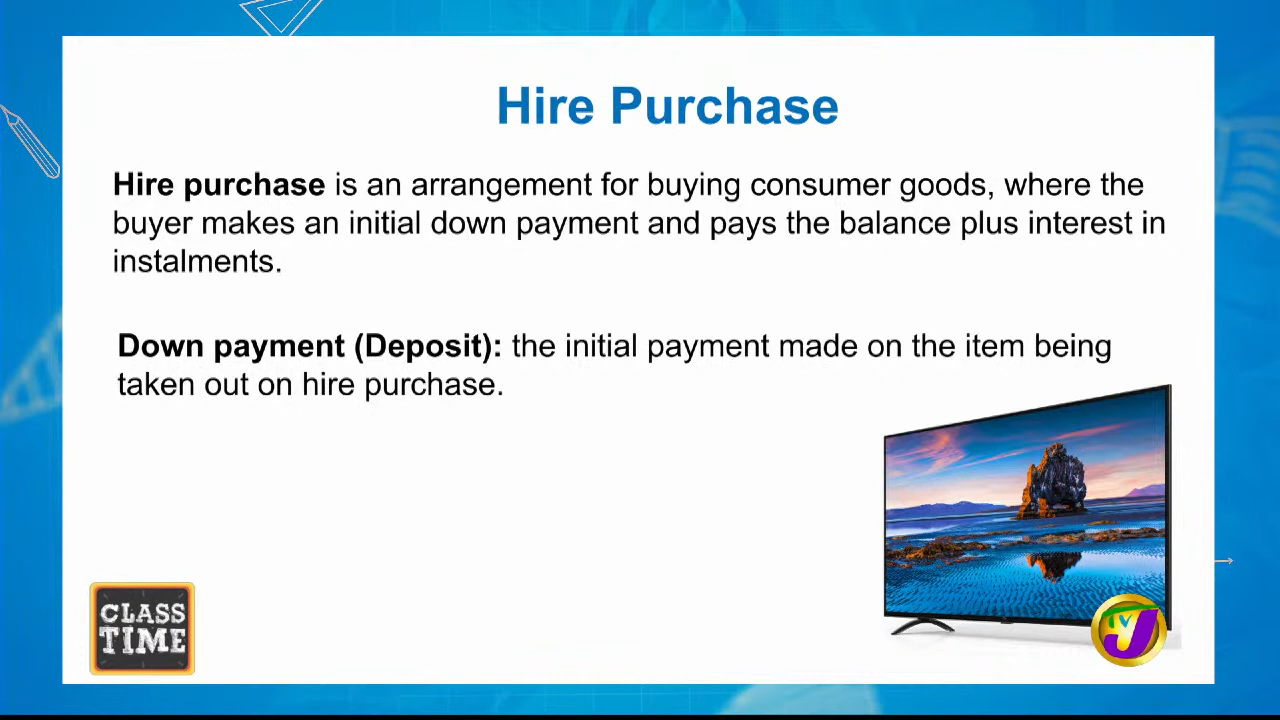 Hire Purchase
Hire purchase is an arrangement for buying consumer goods, where the
buyer makes an initial down payment and pays the balance plus interest in
instalments.
Down payment (Deposit): the initial payment made on the item being
taken out on hire purchase.
CLASS
TIME
TVJ